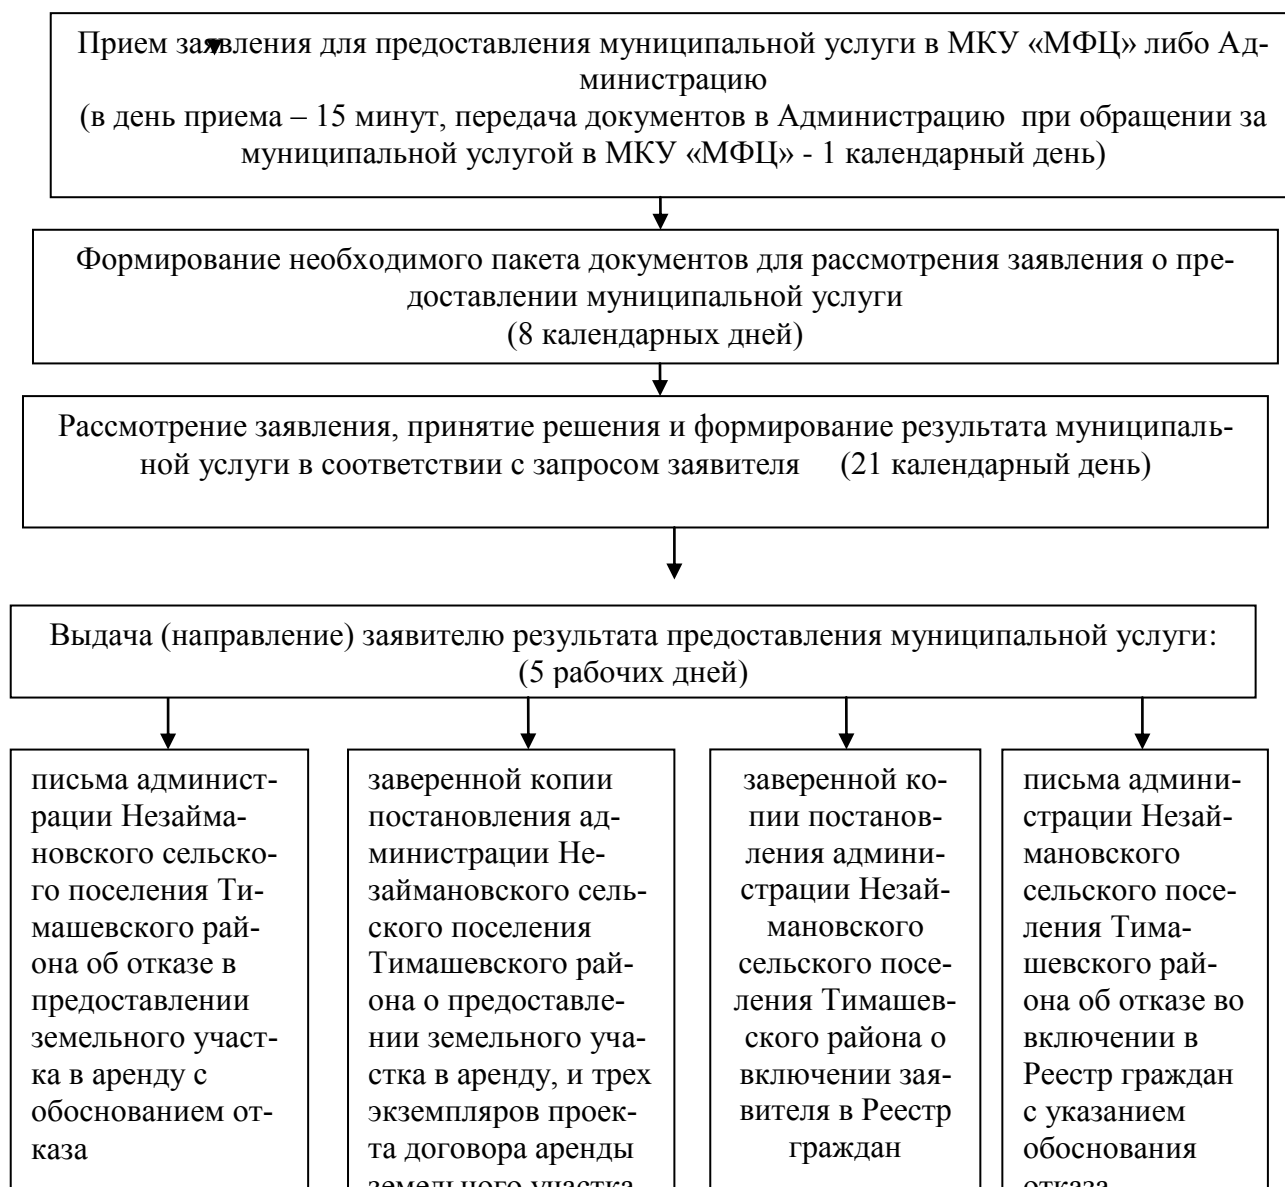 Прием заявления для предоставления муниципальной услуги в МКУ «МФЦ» либо Ад-
министрацию
(в день приема – 15 минут, передача документов в Администрацию при обращении за
муниципальной услугой в МКУ «МФЦ» - 1 календарный день)
Формирование необходимого пакета документов для рассмотрения заявления о пре-
доставлении муниципальной услуги
(8 календарных дней)
Рассмотрение заявления, принятие решения и формирование результата муниципаль-
ной услуги в соответствии с запросом заявителя (21 календарный день)
Выдача (направление) заявителю результата предоставления муниципальной услуги:
(5 рабочих дней)
письма админист-
рации Незайма-
новского сельско-
го поселения Ти-
машевского рай-
она об отказе в
предоставлении
земельного участ-
ка в аренду с
обоснованием от-
каза
заверенной копии
постановления ад-
министрации Не-
займановского сель-
ского поселения
Тимашевского рай-
она о предоставле-
нии земельного уча-
стка в аренду, и трех
экземпляров проек-
та договора аренды
земельного участка
заверенной ко-
пии постанов-
ления админи-
страции Незай-
мановского
сельского посе-
ления Тимашев-
ского района о
включении зая-
вителя в Реестр
граждан
письма админи-
страции Незай-
мановского
сельского посе-
ления Тима-
шевского рай-
она об отказе во
включении в
Реестр граждан
с указанием
обоснования
отказа